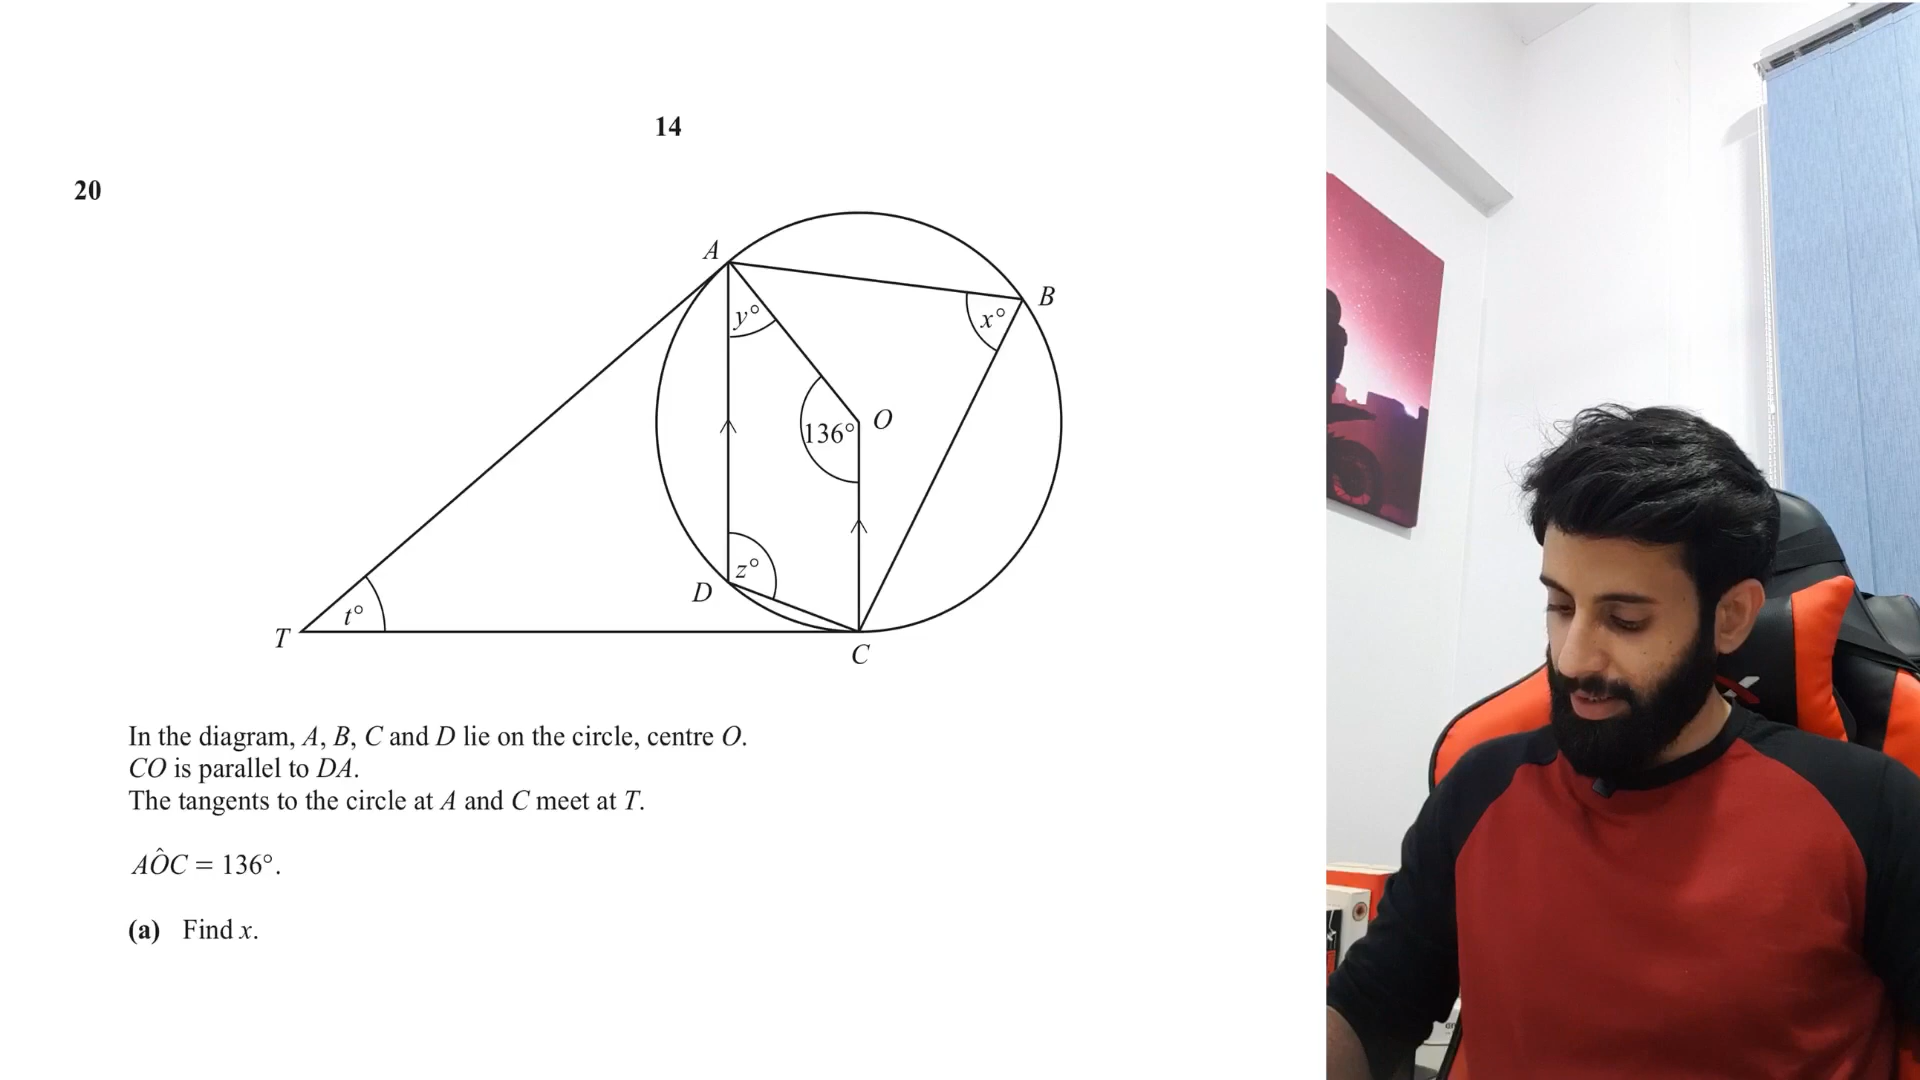 14
20
A
B
y°
x°
O
136°
z°
D
t°
T
C
In the diagram, A, B, C and D lie on the circle, centre O.
CO is parallel to DA.
The tangents to the circle at A and C meet at T.
AÔC = 136°.
(a) Find x.